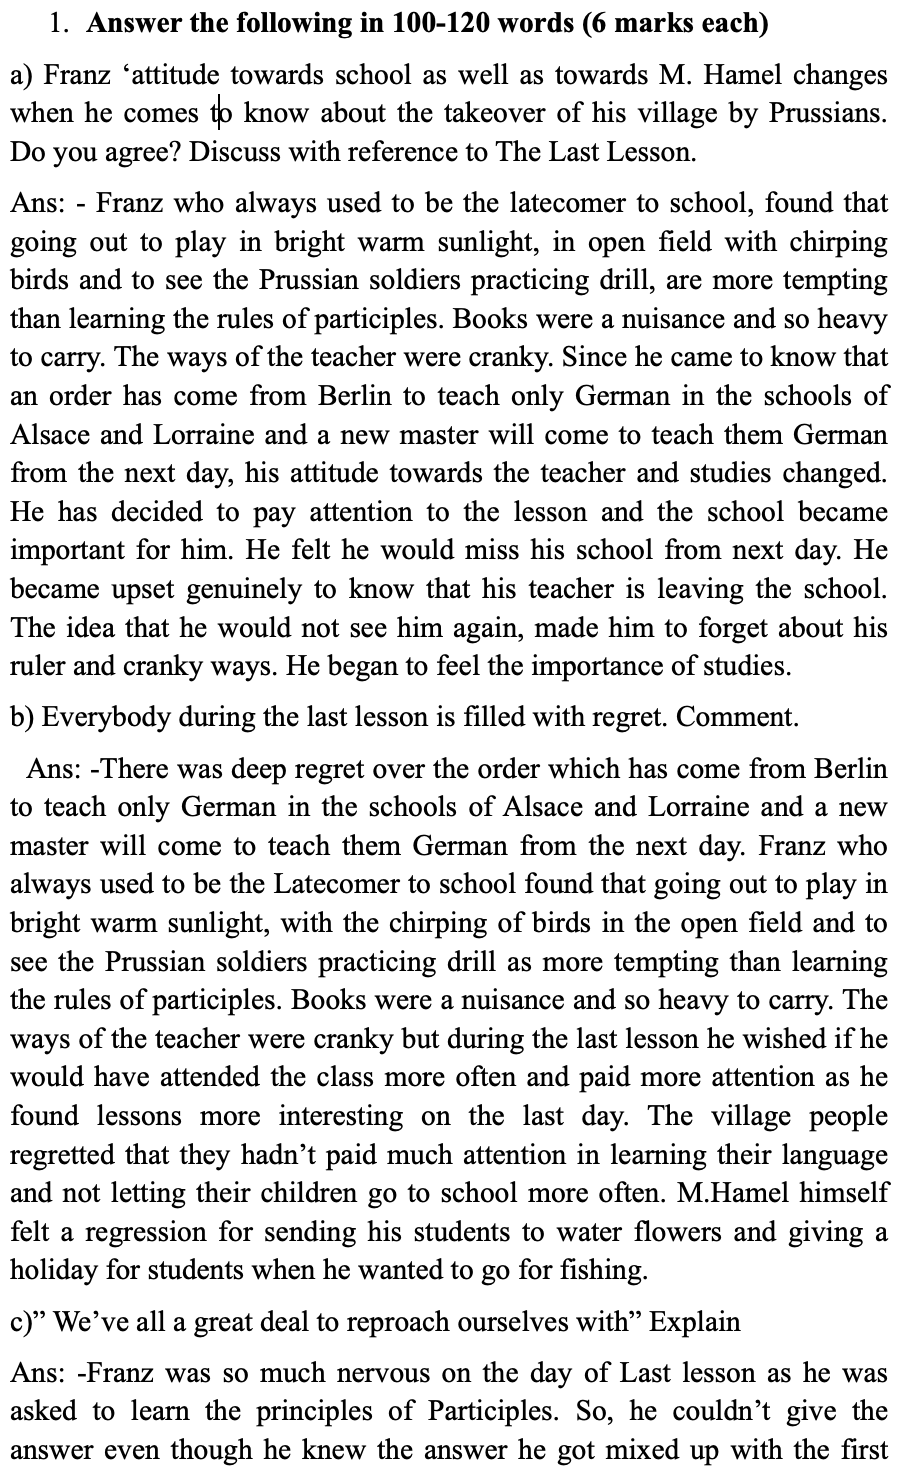 1. Answer the following in 100-120 words (6 marks each)
a) Franz ‘attitude towards school as well as towards M. Hamel changes
when he comes to know about the takeover of his village by Prussians.
Do you agree? Discuss with reference to The Last Lesson.
Ans: - Franz who always used to be the latecomer to school, found that
going out to play in bright warm sunlight, in open field with chirping
birds and to see the Prussian soldiers practicing drill, are more tempting
than learning the rules of participles. Books were a nuisance and so heavy
to carry. The ways of the teacher were cranky. Since he came to know that
an order has come from Berlin to teach only German in the schools of
Alsace and Lorraine and a new master will come to teach them German
from the next day, his attitude towards the teacher and studies changed.
He has decided to pay attention to the lesson and the school became
important for him. He felt he would miss his school from next day. He
became upset genuinely to know that his teacher is leaving the school.
The idea that he would not see him again, made him to forget about his
ruler and cranky ways. He began to feel the importance of studies.
b) Everybody during the last lesson is filled with regret. Comment.
Ans: -There was deep regret over the order which has come from Berlin
to teach only German in the schools of Alsace and Lorraine and a new
master will come to teach them German from the next day. Franz who
always used to be the Latecomer to school found that going out to play in
bright warm sunlight, with the chirping of birds in the open field and to
see the Prussian soldiers practicing drill as more tempting than learning
the rules of participles. Books were a nuisance and so heavy to carry. The
ways of the teacher were cranky but during the last lesson he wished if he
would have attended the class more often and paid more attention as he
found lessons more interesting on the last day. The village people
regretted that they hadn’t paid much attention in learning their language
and not letting their children go to school more often. M.Hamel himself
felt a regression for sending his students to water flowers and giving a
holiday for students when he wanted to go for fishing.
c)” We’ve all a great deal to reproach ourselves with” Explain
Ans: -Franz was so much nervous on the day of Last lesson as he was
asked to learn the principles of Participles. So, he couldn’t give the
answer even though he knew the answer he got mixed up with the first